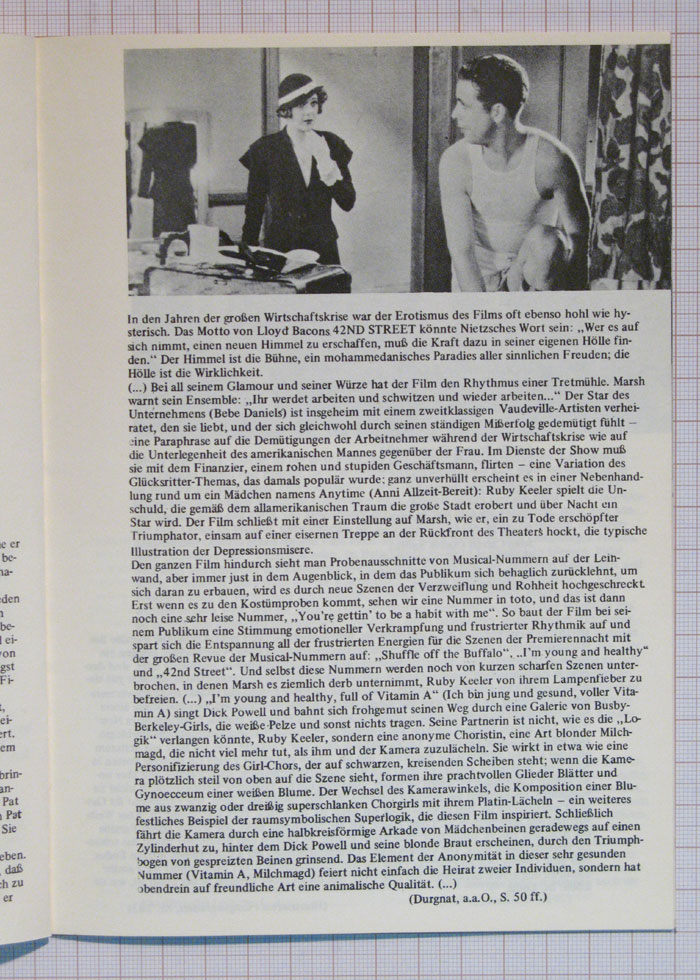 In den Jahren der großen Wirtschaftskrise war der Erotismus des Films oft ebenso hohl wie hy-
sterisch. Das Motto von Lloyd Bacons 42ND STREET könnte Nietzsches Wort sein: „Wer es auf
sich nimmt, einen neuen Himmel zu erschaffen, muß die Kraft dazu in seiner eigenen Hölle fin-
den.“ Der Himmel ist die Bühne, ein mohammedanisches Paradies aller sinnlichen Freuden; die
Hölle ist die Wirklichkeit.
(...) Bei all seinem Glamour und seiner Würze hat der Film den Rhythmus einer Tretmühle. Marsh
warnt sein Ensemble: „Ihr werdet arbeiten und schwitzen und wieder arbeiten...“ Der Star des
Unternehmens (Bebe Daniels) ist insgeheim mit einem zweitklassigen Vaudeville-Artisten verhei-
ratet, den sie liebt, und der sich gleichwohl durch seinen ständigen Mißerfolg gedemütigt fühlt —
eine Paraphrase auf die Demütigungen der Arbeitnehmer während der Wirtschaftskrise wie auf
die Unterlegenheit des amerikanischen Mannes gegenüber der Frau. Im Dienste der Show muß
sie mit dem Finanzier, einem rohen und stupiden Geschäftsmann, flirten — eine Variation des
Glücksritter-Themas, das damals populär wurde; ganz unverhüllt erscheint es in einer Nebenhand-
lung rund um ein Mädchen namens Anytime (Anni Allzeit-Bereit): Ruby Keeler spielt die Un-
schuld, die gemäß dem allamerikanischen Traum die große Stadt erobert und über Nacht ein
Star wird. Der Film schließt mit einer Einstellung auf Marsh, wie er, ein zu Tode erschöpfter
Triumphator, einsam auf einer eisernen Treppe an der Rückfront des Theaters hockt, die typische
Illustration der Depressionsmisere.
Den ganzen Film hindurch sieht man Probenausschnitte von Musical-Nummern auf der Lein-
wand, aber immer just in dem Augenblick, in dem das Publikum sich behaglich zurücklehnt, um
sich daran zu erbauen, wird es durch neue Szenen der Verzweiflung und Rohheit hochgeschreckt.
Erst wenn es zu den Kostümproben kommt, sehen wir eine Nummer in toto, und das ist dann
noch eine sehr leise Nummer, „You're gettin' to be a habit with me“. So baut der Film bei sei-
nem Publikum eine Stimmung emotioneller Verkrampfung und frustrierter Rhythmik auf und
spart sich die Entspannung all der frustrierten Energien für die Szenen der Premierennacht mit
der großen Revue der Musical-Nummern auf: „Shuffle off the Buffalo“, „I'm young and healthy“
und „42nd Street“. Und selbst diese Nummern werden noch von kurzen scharfen Szenen unter-
brochen, in denen Marsh es ziemlich derb unternimmt, Ruby Keeler von ihrem Lampenfieber zu
befreien. (...) „I'm young and healthy, full of Vitamin A“ (Ich bin jung und gesund, voller Vita-
min A) singt Dick Powell und bahnt sich frohgemut seinen Weg durch eine Galerie von Busby-
Berkeley-Girls, die weiße Pelze und sonst nichts tragen. Seine Partnerin ist nicht, wie es die „Lo-
gik“ verlangen könnte, Ruby Keeler, sondern eine anonyme Choristin, eine Art blonder Milch-
magd, die nicht viel mehr tut, als ihm und der Kamera zuzulächeln. Sie wirkt in etwa wie eine
Personifizierung des Girl-Chors, der auf schwarzen, kreisenden Scheiben steht; wenn die Kame-
ra plötzlich steil von oben auf die Szene sieht, formen ihre prachtvollen Glieder Blätter und
Gynoecceum einer weißen Blume. Der Wechsel des Kamerawinkels, die Komposition einer Blu-
me aus zwanzig oder dreißig superschlanken Chorgirls mit ihrem Platin-Lächeln — ein weiteres
festliches Beispiel der raumsymbolischen Superlogik, die diesen Film inspiriert. Schließlich
fährt die Kamera durch eine halbkreisförmige Arkade von Mädchenbeinen geradewegs auf einen
Zylinderhut zu, hinter dem Dick Powell und seine blonde Braut erscheinen, durch den Triumph-
bogen von gespreizten Beinen grinsend. Das Element der Anonymität in dieser sehr gesunden
Nummer (Vitamin A, Milchmagd) feiert nicht einfach die Heirat zweier Individuen, sondern hat
obendrein auf freundliche Art eine animalische Qualität. (...)
(Durgnat, a.a.O., S. 50 ff.)